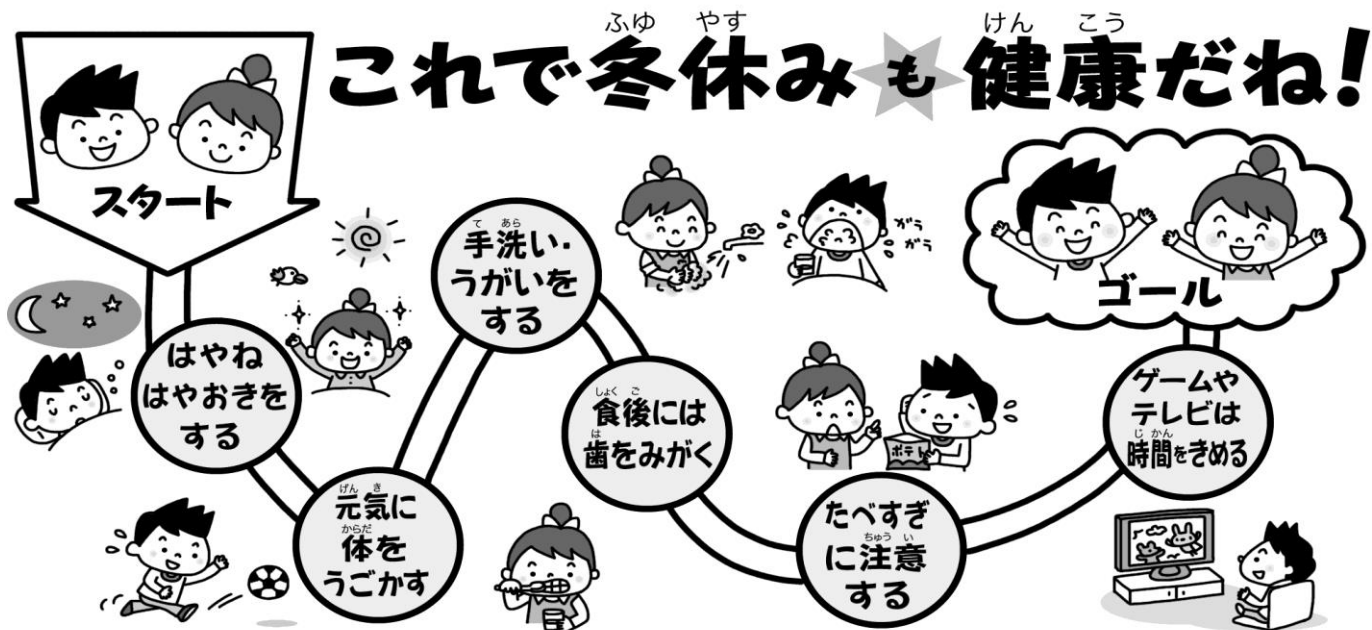 これで冬休みも健康だね!
スタート
はやね
はやおきを
する
元気に
体を
うごかす
手洗い・
うがいを
する
がう
がう
食後には
歯をみがく
ポテト
たべすぎ
に注意
する
ゲームや
テレビは
時間をきめる
ゴール